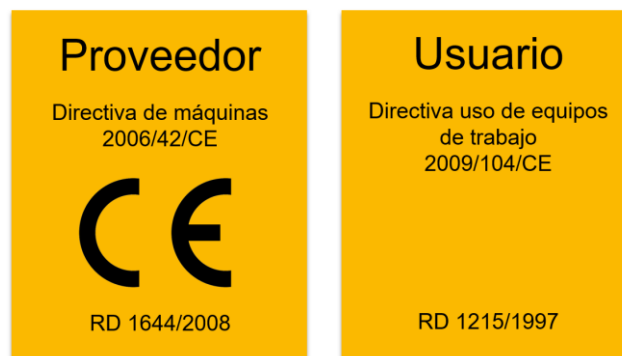 Proveedor
Directiva de máquinas
2006/42/CE
CE
RD 1644/2008
Usuario
Directiva uso de equipos
de trabajo
2009/104/CE
RD 1215/1997